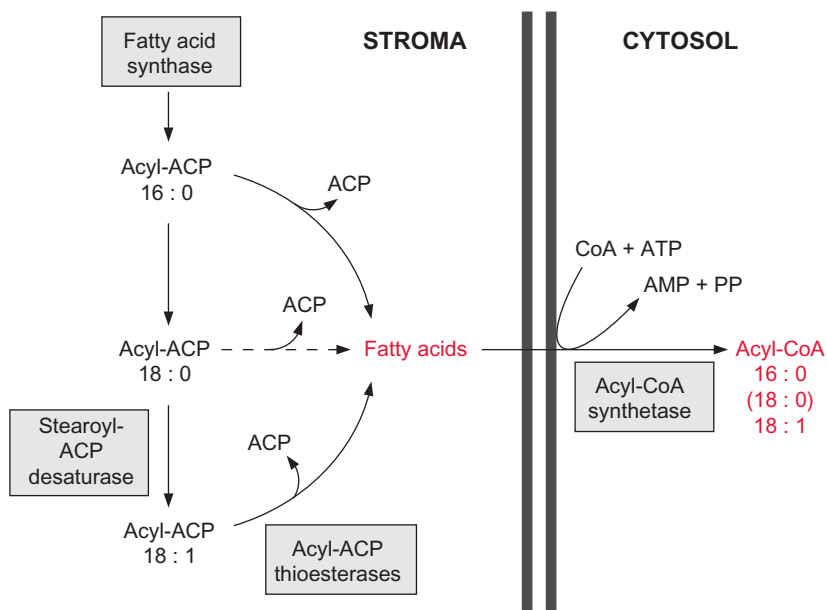 Fatty acid
synthase
STROMA
CYTOSOL
Acyl-ACP
16 : 0
ACP
CoA + ATP
AMP + PP
ACP
Acyl-ACP
18 : 0
Fatty acids
Acyl-CoA
16 : 0
(18 : 0)
18 : 1
Acyl-CoA
synthetase
Stearoyl-
ACP
desaturase
ACP
Acyl-ACP
18 : 1
Acyl-ACP
thioesterases